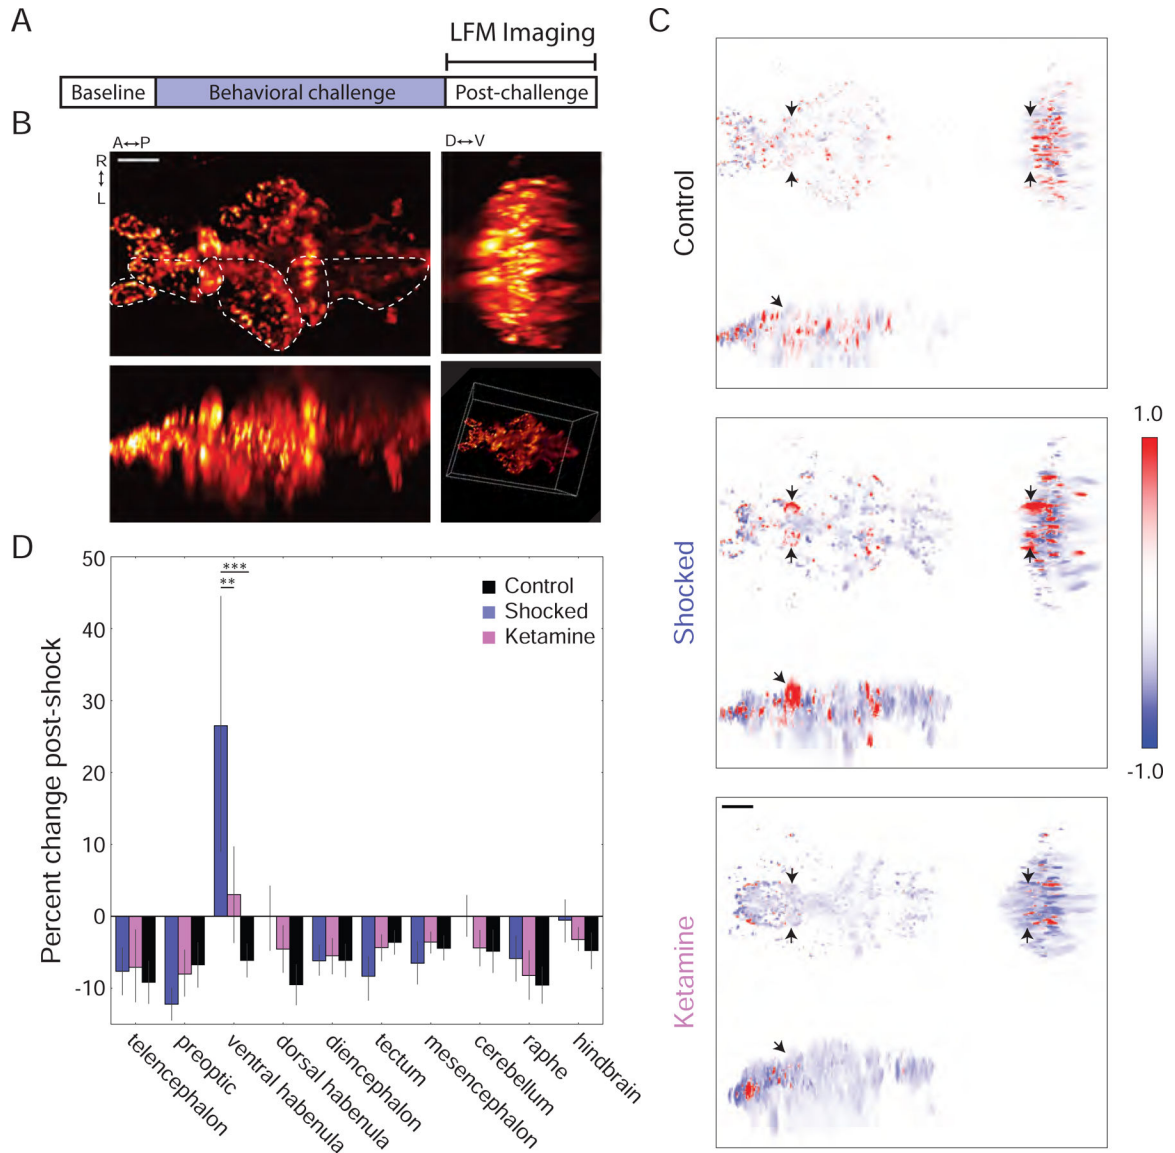 A
LFM Imaging
Baseline
Behavioral challenge
Post-challenge
B
A↔P
D↔V
R
↔
L
C
Control
Shocked
Ketamine
1.0
-1.0
D
Percent change post-shock
50
40
30
20
10
0
-10
***
**
Control
Shocked
Ketamine
telencephalon
preoptic
ventral habenula
dorsal habenula
diencephalon
tectum
mesencephalon
cerebellum
raphe
hindbrain